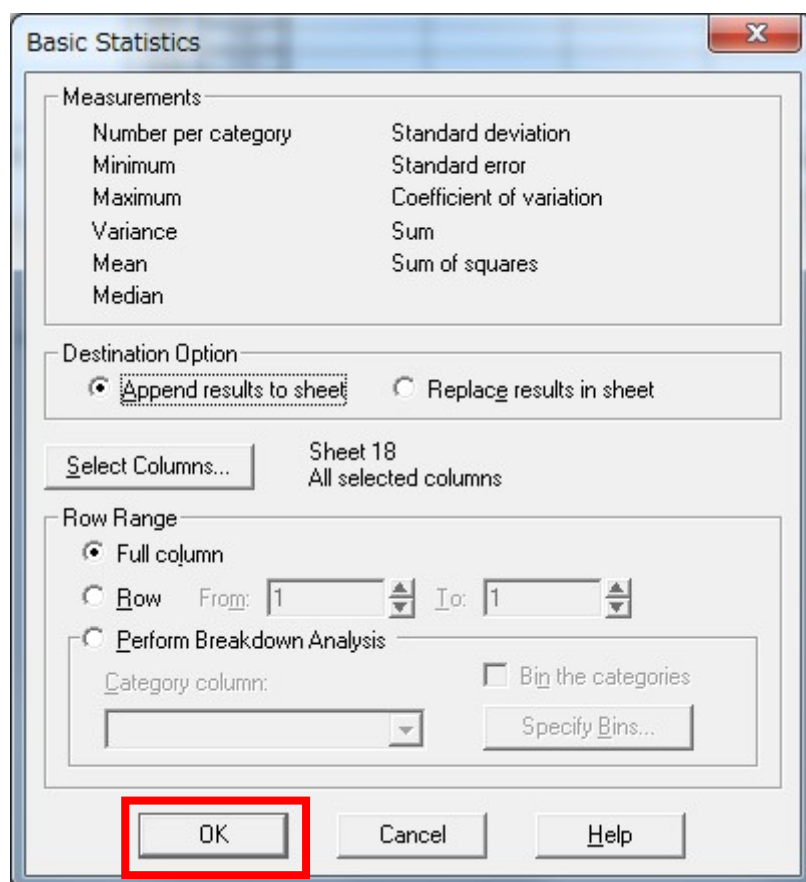 Basic Statistics
Measurements
Number per category
Minimum
Maximum
Variance
Mean
Median
Standard deviation
Standard error
Coefficient of variation
Sum
Sum of squares
Destination Option
Append results to sheet
Replace results in sheet
Select Columns...
Sheet 18
All selected columns
Row Range
Full column
Row From: 1 To: 1
Perform Breakdown Analysis
Category column:
Bin the categories
Specify Bins...
OK Cancel Help